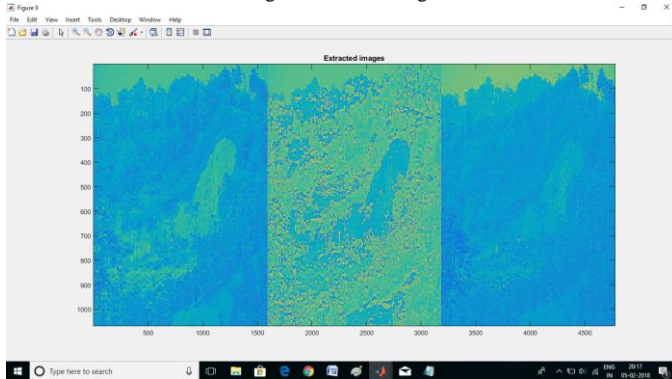 Figure 9
File Edit View Insert Tools Desktop Window Help
Extracted images
100
200
300
400
500
600
700
800
900
1000
500 1000 1500 2000 2500 3000 3500 4000 4500
Type here to search
ENG 20:17
IN 05-02-2018